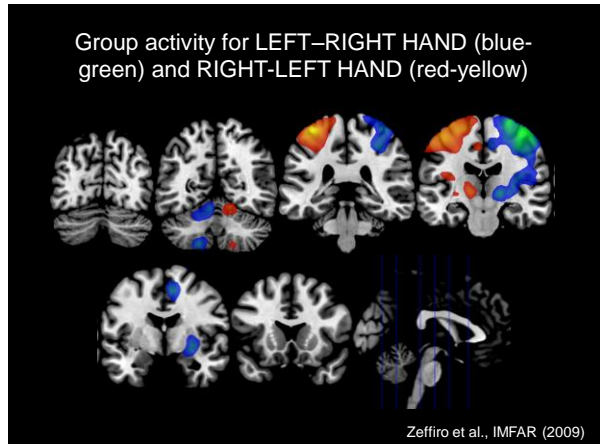 Group activity for LEFT–RIGHT HAND (blue-
green) and RIGHT-LEFT HAND (red-yellow)
Zeffiro et al., IMFAR (2009)